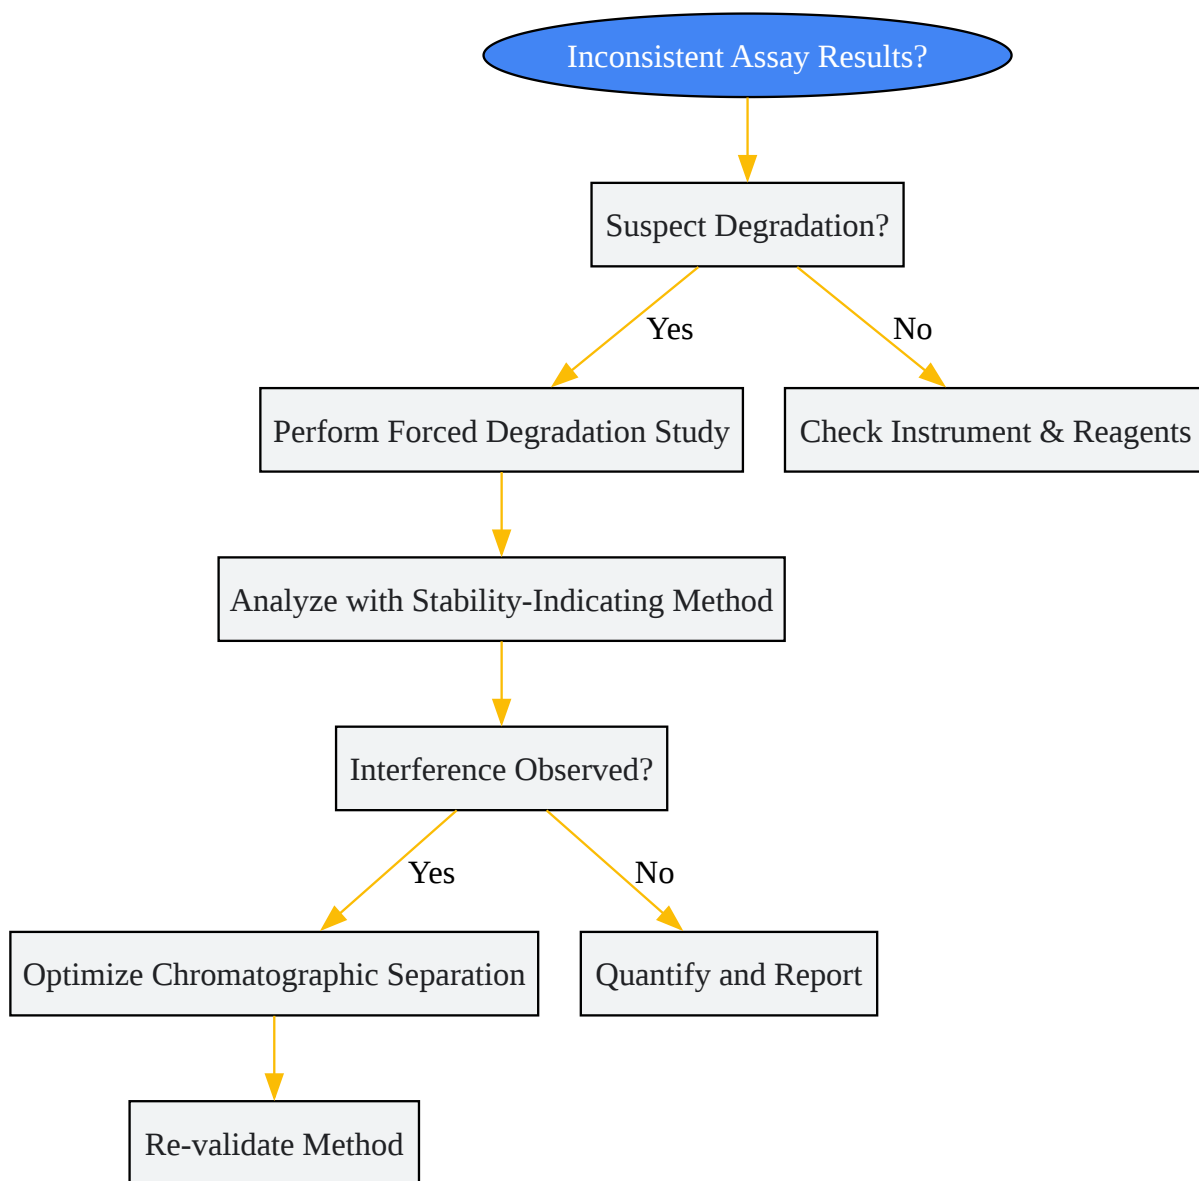 Inconsistent Assay Results?
Suspect Degradation?
Yes
No
Perform Forced Degradation Study
Check Instrument & Reagents
Analyze with Stability-Indicating Method
Interference Observed?
Yes
No
Optimize Chromatographic Separation
Quantify and Report
Re-validate Method